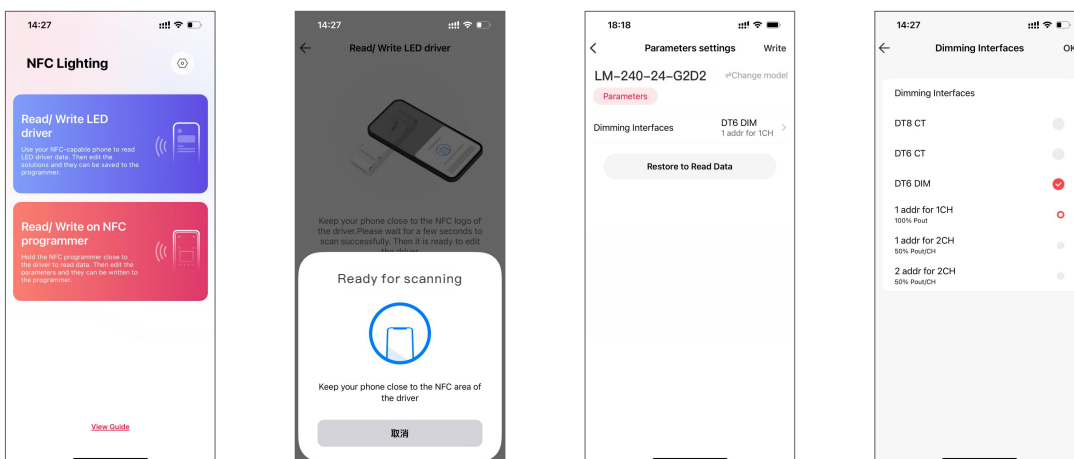 14:27
NFC Lighting
Read/ Write LED
driver
Use your NFC-capable phone to read
LED driver data. Then edit the
solutions and they can be saved to the
programmer.
Read/ Write on NFC
programmer
Hold the NFC programmer close to
the driver to read data. Then edit the
parameters and they can be written to
the programmer.
View Guide
14:27
Read/ Write LED driver
Keep your phone close to the NFC logo of
the driver.Please wait for a few seconds to
scan successfully. Then it is ready to edit
the driver
Ready for scanning
Keep your phone close to the NFC area of
the driver
取消
18:18
Parameters settings Write
LM-240-24-G2D2 ⇌Change model
Parameters
Dimming Interfaces DT6 DIM
1 addr for 1CH
Restore to Read Data
14:27
Dimming Interfaces OK
Dimming Interfaces
DT8 CT
DT6 CT
DT6 DIM
1 addr for 1CH
100% Pout
1 addr for 2CH
50% Pout/CH
2 addr for 2CH
50% Pout/CH